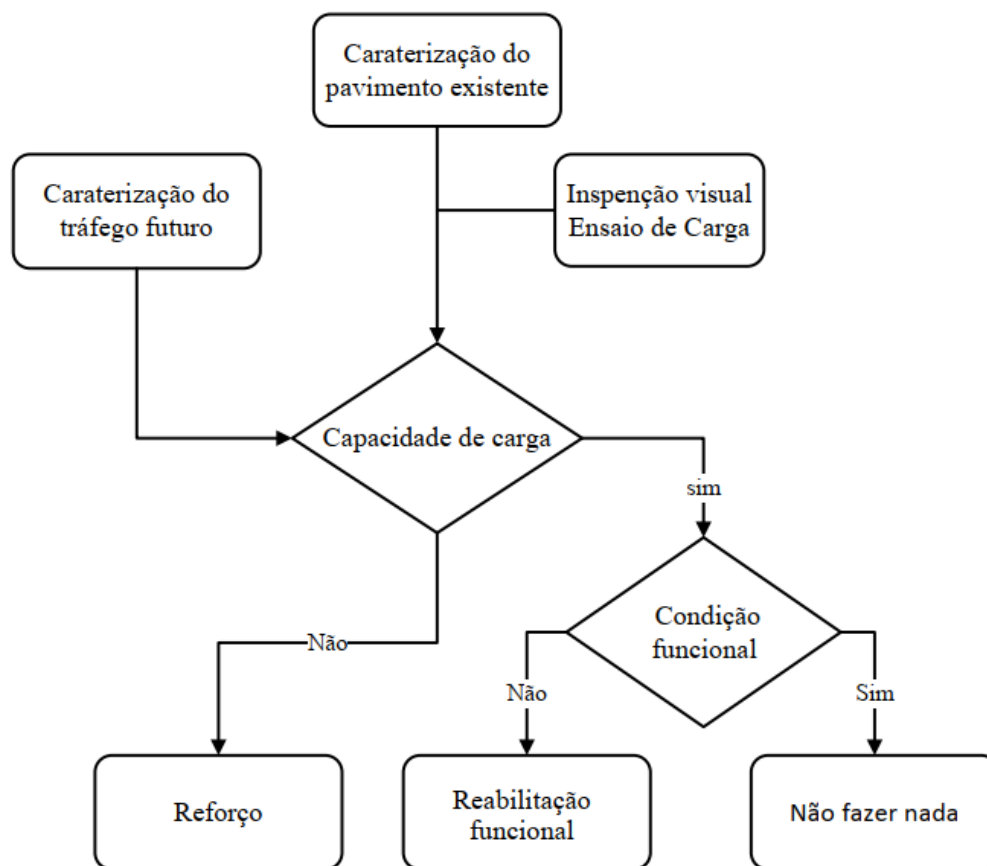 Caraterização do
pavimento existente
Caraterização do
tráfego futuro
Inspenção visual
Ensaio de Carga
Capacidade de carga
sim
Condição
funcional
Não
Não
Sim
Reforço
Reabilitação
funcional
Não fazer nada